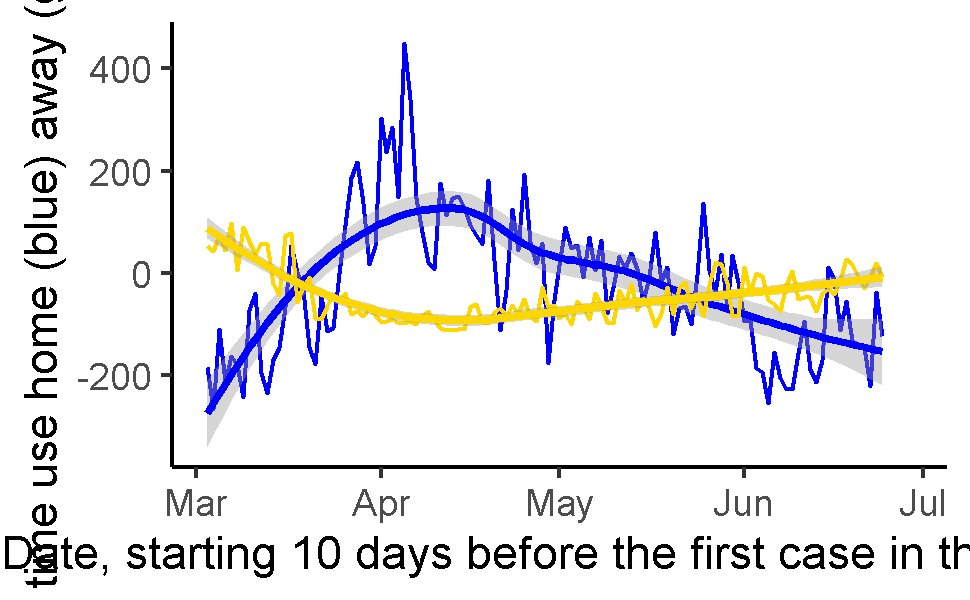 time use home (blue) away (
400
200
0
-200
Mar Apr May Jun Jul
Date, starting 10 days before the first case in th